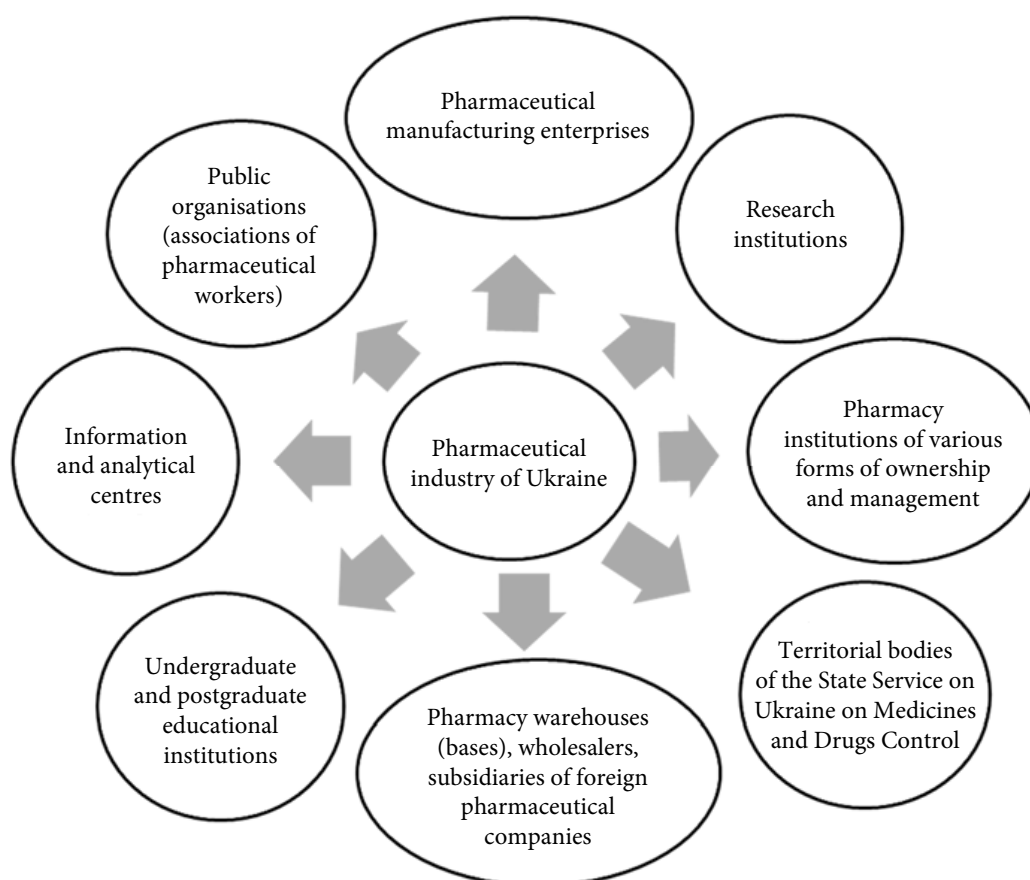 Pharmaceutical
manufacturing enterprises
Public
organisations
(associations of
pharmaceutical
workers)
Research
institutions
Information
and analytical
centres
Pharmaceutical
industry of Ukraine
Pharmacy
institutions of various
forms of ownership
and management
Undergraduate
and postgraduate
educational
institutions
Pharmacy warehouses
(bases), wholesalers,
subsidiaries of foreign
pharmaceutical
companies
Territorial bodies
of the State Service on
Ukraine on Medicines
and Drugs Control